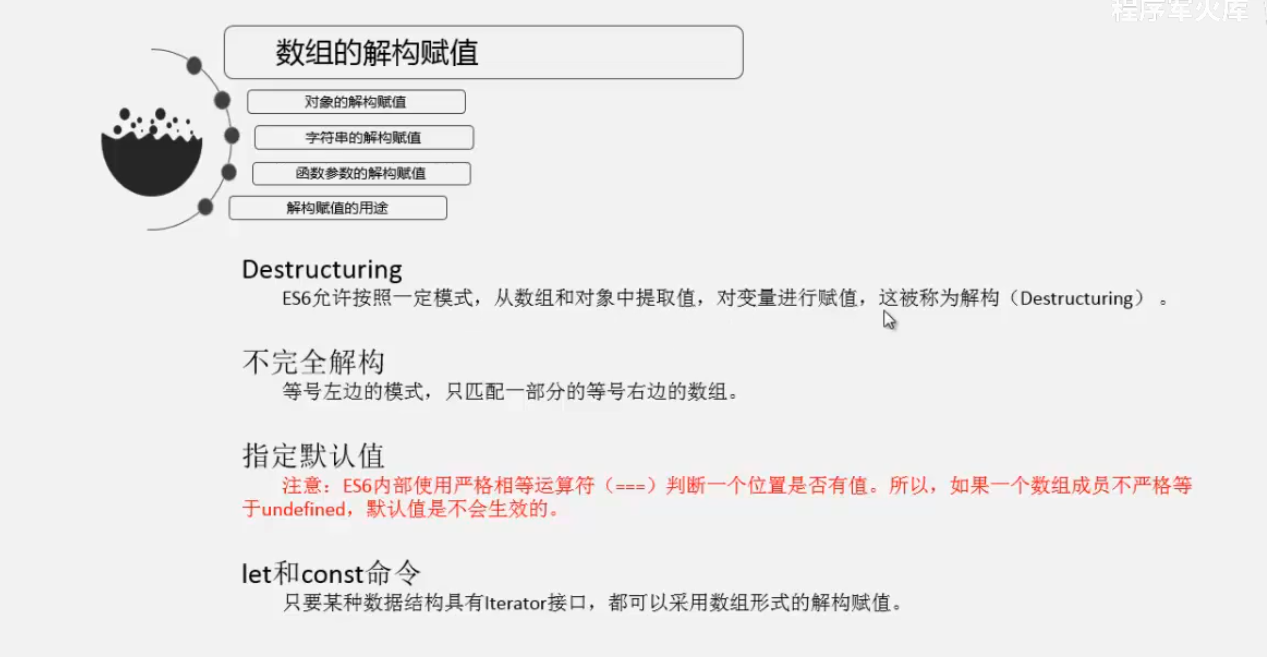 程序军火库
数组的解构赋值
对象的解构赋值
字符串的解构赋值
函数参数的解构赋值
解构赋值的用途
Destructuring
ES6允许按照一定模式，从数组和对象中提取值，对变量进行赋值，这被称为解构（Destructuring）。
不完全解构
等号左边的模式，只匹配一部分的等号右边的数组。
指定默认值
注意：ES6内部使用严格相等运算符（===）判断一个位置是否有值。所以，如果一个数组成员不严格等
于undefined，默认值是不会生效的。
let和const命令
只要某种数据结构具有Iterator接口，都可以采用数组形式的解构赋值。